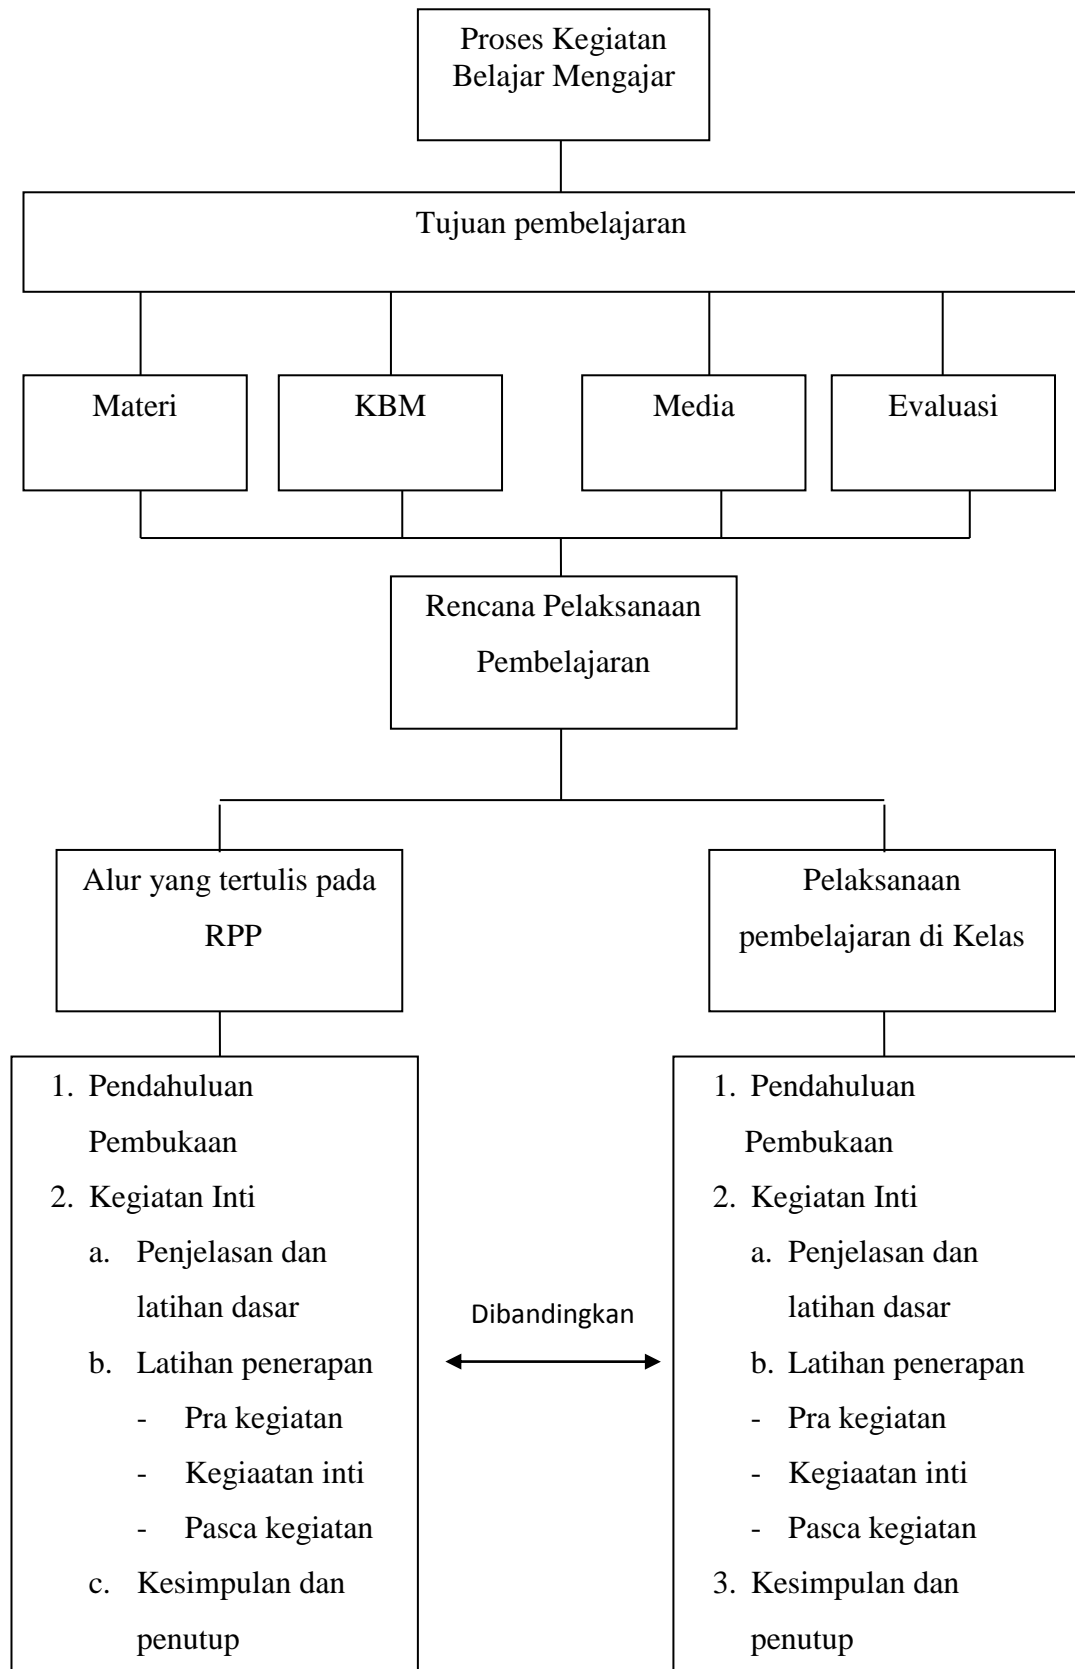 Proses Kegiatan
Belajar Mengajar
Tujuan pembelajaran
Materi
KBM
Media
Evaluasi
Rencana Pelaksanaan
Pembelajaran
Alur yang tertulis pada
RPP
Pelaksanaan
pembelajaran di Kelas
1. Pendahuluan
Pembukaan
2. Kegiatan Inti
a. Penjelasan dan
latihan dasar
b. Latihan penerapan
- Pra kegiatan
- Kegiaatan inti
- Pasca kegiatan
c. Kesimpulan dan
penutup
Dibandingkan
1. Pendahuluan
Pembukaan
2. Kegiatan Inti
a. Penjelasan dan
latihan dasar
b. Latihan penerapan
- Pra kegiatan
- Kegiaatan inti
- Pasca kegiatan
3. Kesimpulan dan
penutup